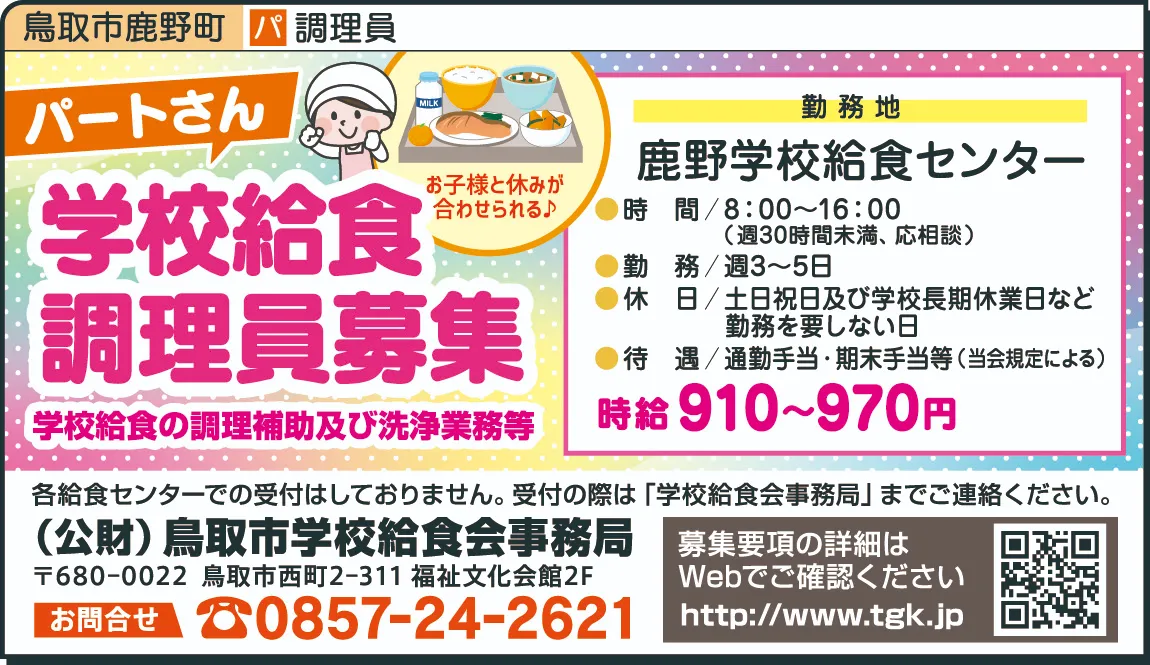 鳥取市鹿野町 パ 調理員
パートさん
MILK
お子様と休みが
合わせられる♪
学校給食
調理員募集
学校給食の調理補助及び洗浄業務等
勤務地
鹿野学校給食センター
●時　間/8:00〜16:00
(週30時間未満、応相談)
●勤　務/週3〜5日
●休　日/土日祝日及び学校長期休業日など
勤務を要しない日
●待　遇/通勤手当・期末手当等(当会規定による)
時給910〜970円
各給食センターでの受付はしておりません。受付の際は「学校給食会事務局」までご連絡ください。
(公財)鳥取市学校給食会事務局
〒680-0022 鳥取市西町2-311 福祉文化会館2F
お問合せ ☎0857-24-2621
募集要項の詳細は
Webでご確認ください
http://www.tgk.jp